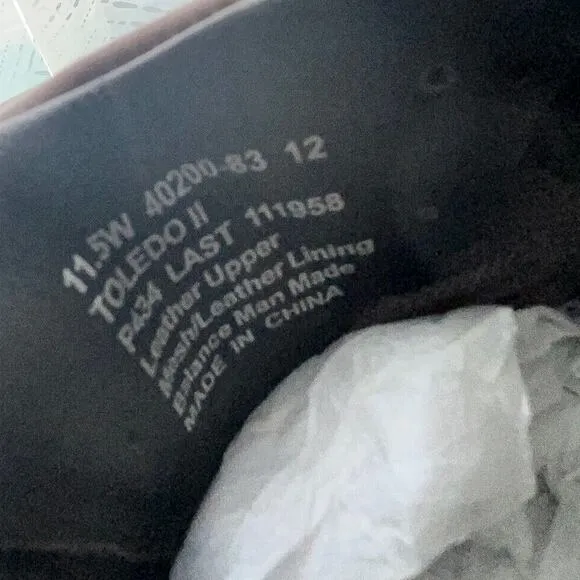 11.5W 40200-83 12
TOLEDO II
P434 LAST 111958
Leather Upper
Mesh/Leather Lining
Balance Man Made
MADE IN CHINA